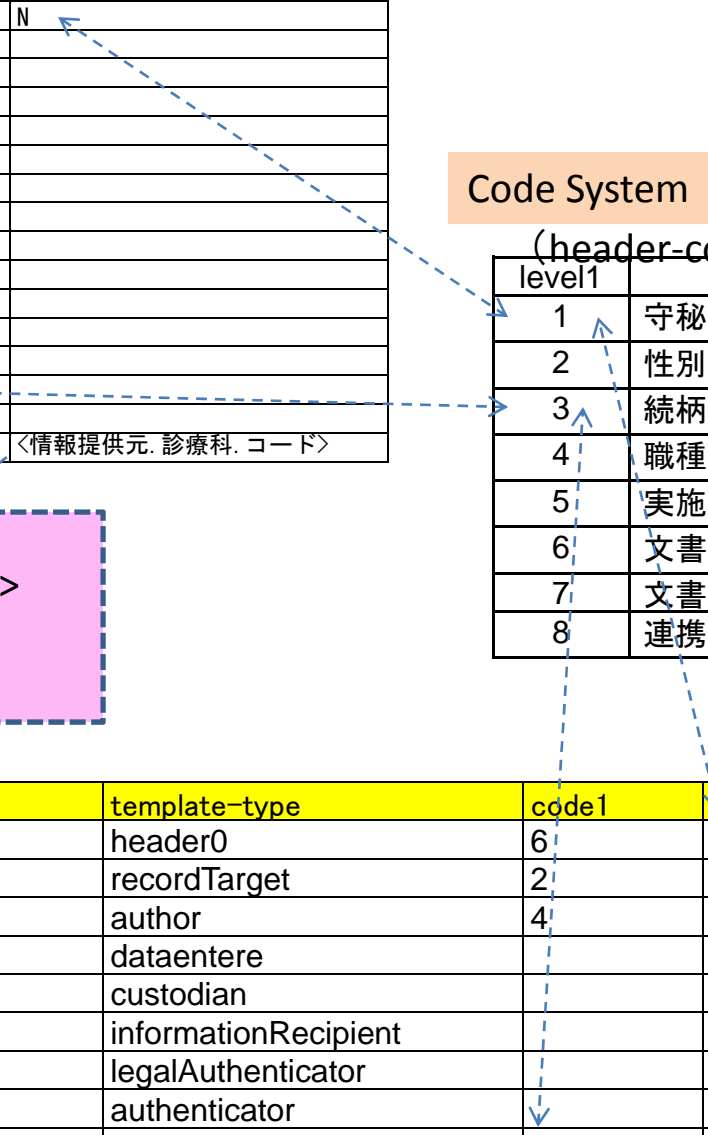 N
<情報提供元.診療科.コード>
>
Code System
(header-co
level1
1 守秘
2 性別
3 続柄
4 職種
5 実施
6 文書
7 文書
8 連携
template-type code1
header0 6
recordTarget 2
author 4
dataentere
custodian
informationRecipient
legalAuthenticator
authenticator